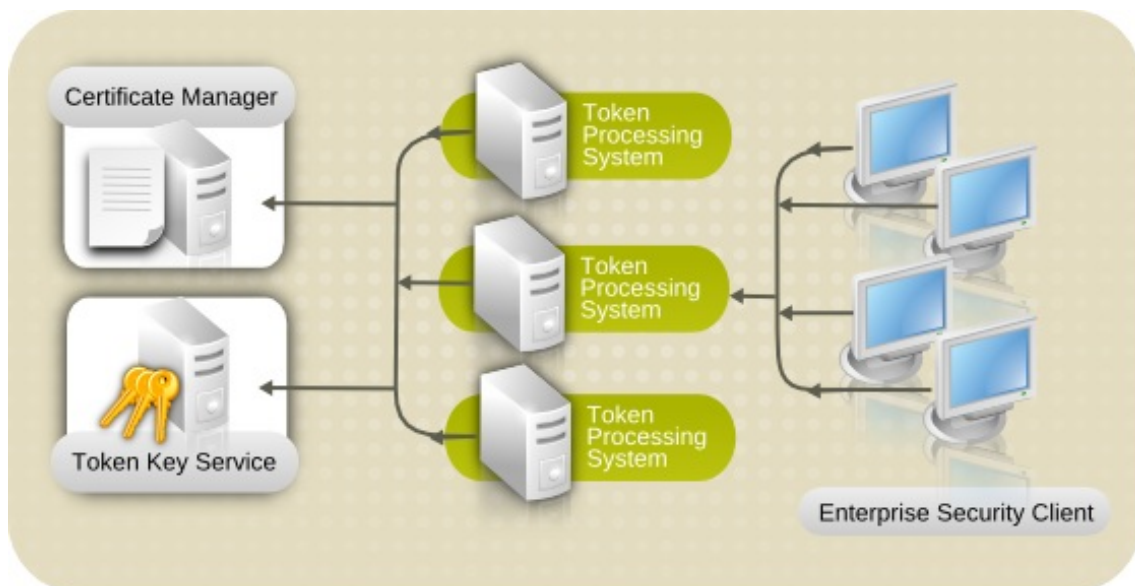 Certificate Manager
Token
Processing
System
Token
Processing
System
Token Key Service
Token
Processing
System
Enterprise Security Client